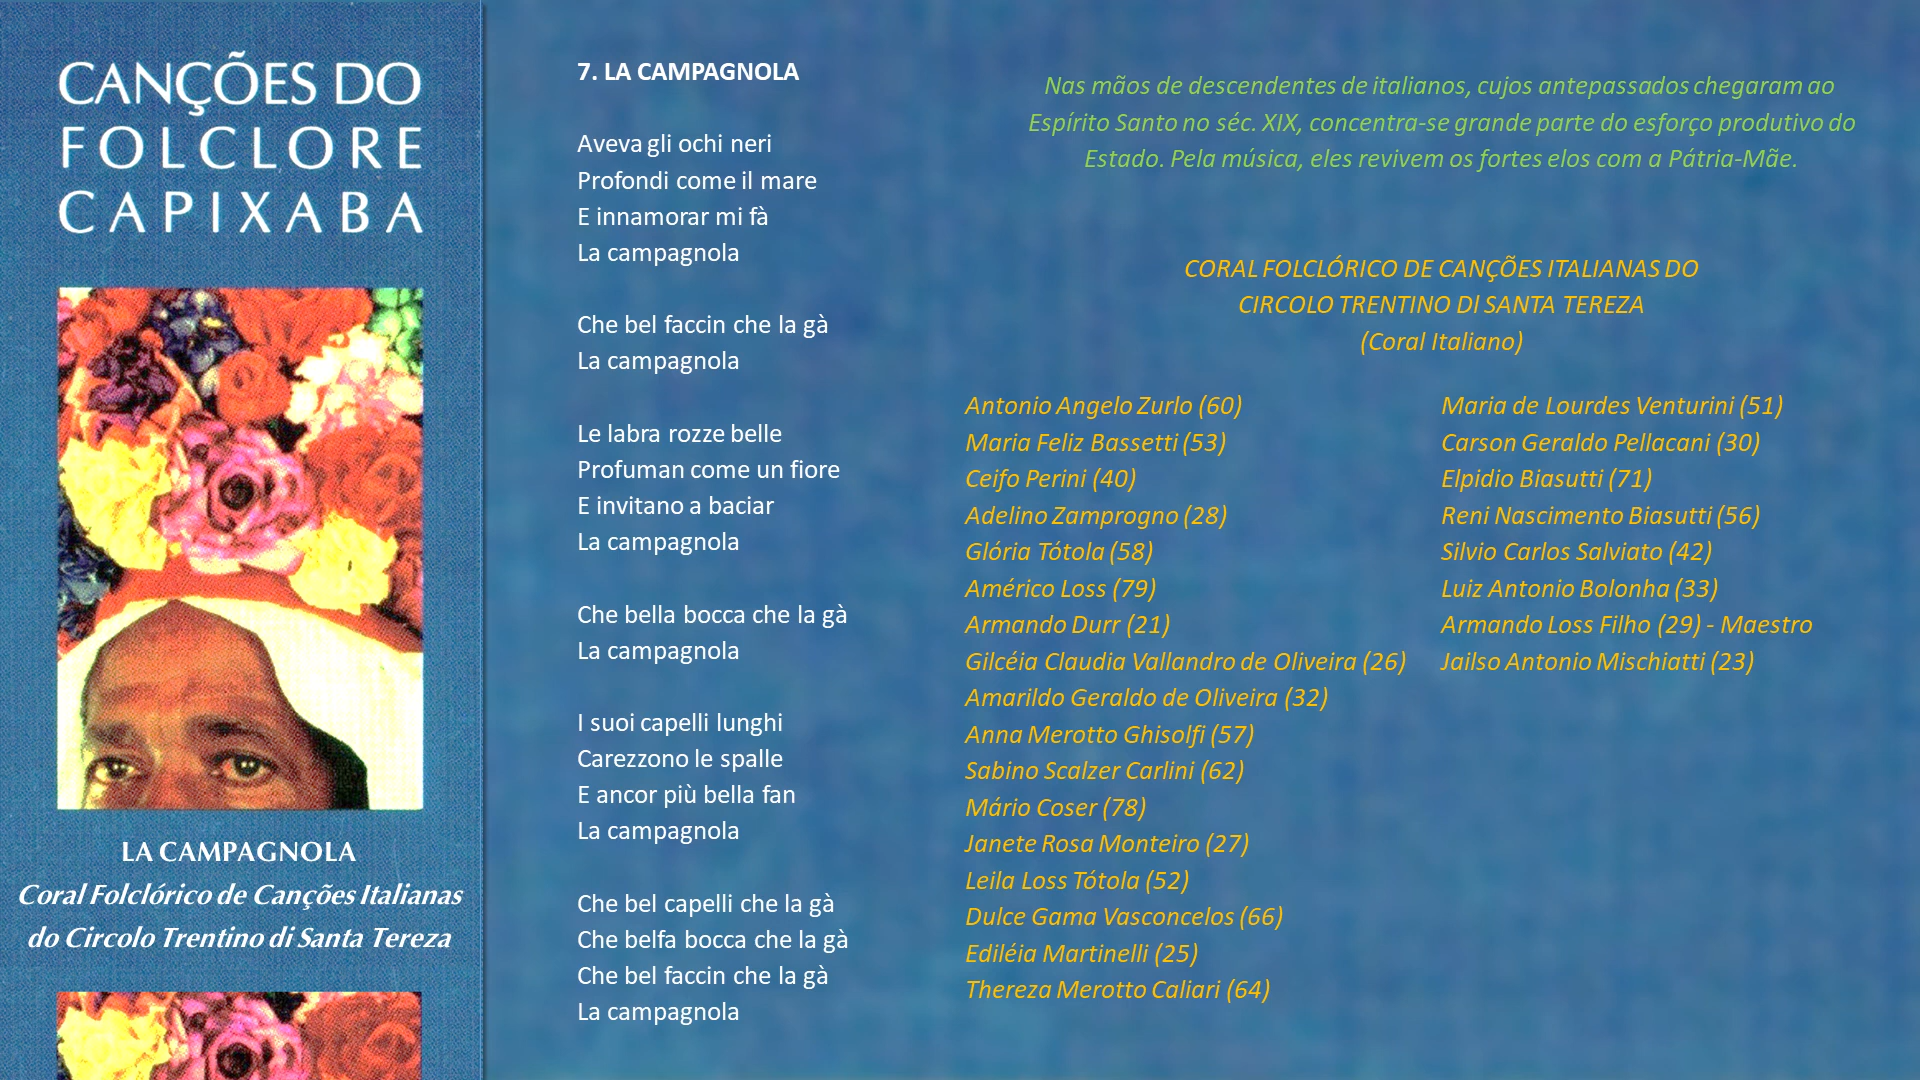 CANÇÕES DO
FOLCLORE
CAPIXABA
LA CAMPAGNOLA
Coral Folclórico de Canções Italianas
do Circolo Trentino di Santa Tereza
7. LA CAMPAGNOLA
Aveva gli ochi neri
Profondi come il mare
E innamorar mi fà
La campagnola
Che bel faccin che la gà
La campagnola
Le labra rozze belle
Profuman come un fiore
E invitano a baciar
La campagnola
Che bella bocca che la gà
La campagnola
I suoi capelli lunghi
Carezzono le spalle
E ancor più bella fan
La campagnola
Che bel capelli che la gà
Che belfa bocca che la gà
Che bel faccin che la gà
La campagnola
Nas mãos de descendentes de italianos, cujos antepassados chegaram ao
Espírito Santo no séc. XIX, concentra-se grande parte do esforço produtivo do
Estado. Pela música, eles revivem os fortes elos com a Pátria-Mãe.
CORAL FOLCLÓRICO DE CANÇÕES ITALIANAS DO
CIRCOLO TRENTINO Dl SANTA TEREZA
(Coral Italiano)
Antonio Angelo Zurlo (60)
Maria Feliz Bassetti (53)
Ceifo Perini (40)
Adelino Zamprogno (28)
Glória Tótola (58)
Américo Loss (79)
Armando Durr (21)
Gilcéia Claudia Vallandro de Oliveira (26)
Amarildo Geraldo de Oliveira (32)
Anna Merotto Ghisolfi (57)
Sabino Scalzer Carlini (62)
Mário Coser (78)
Janete Rosa Monteiro (27)
Leila Loss Tótola (52)
Dulce Gama Vasconcelos (66)
Ediléia Martinelli (25)
Thereza Merotto Caliari (64)
Maria de Lourdes Venturini (51)
Carson Geraldo Pellacani (30)
Elpidio Biasutti (71)
Reni Nascimento Biasutti (56)
Silvio Carlos Salviato (42)
Luiz Antonio Bolonha (33)
Armando Loss Filho (29) - Maestro
Jailso Antonio Mischiatti (23)